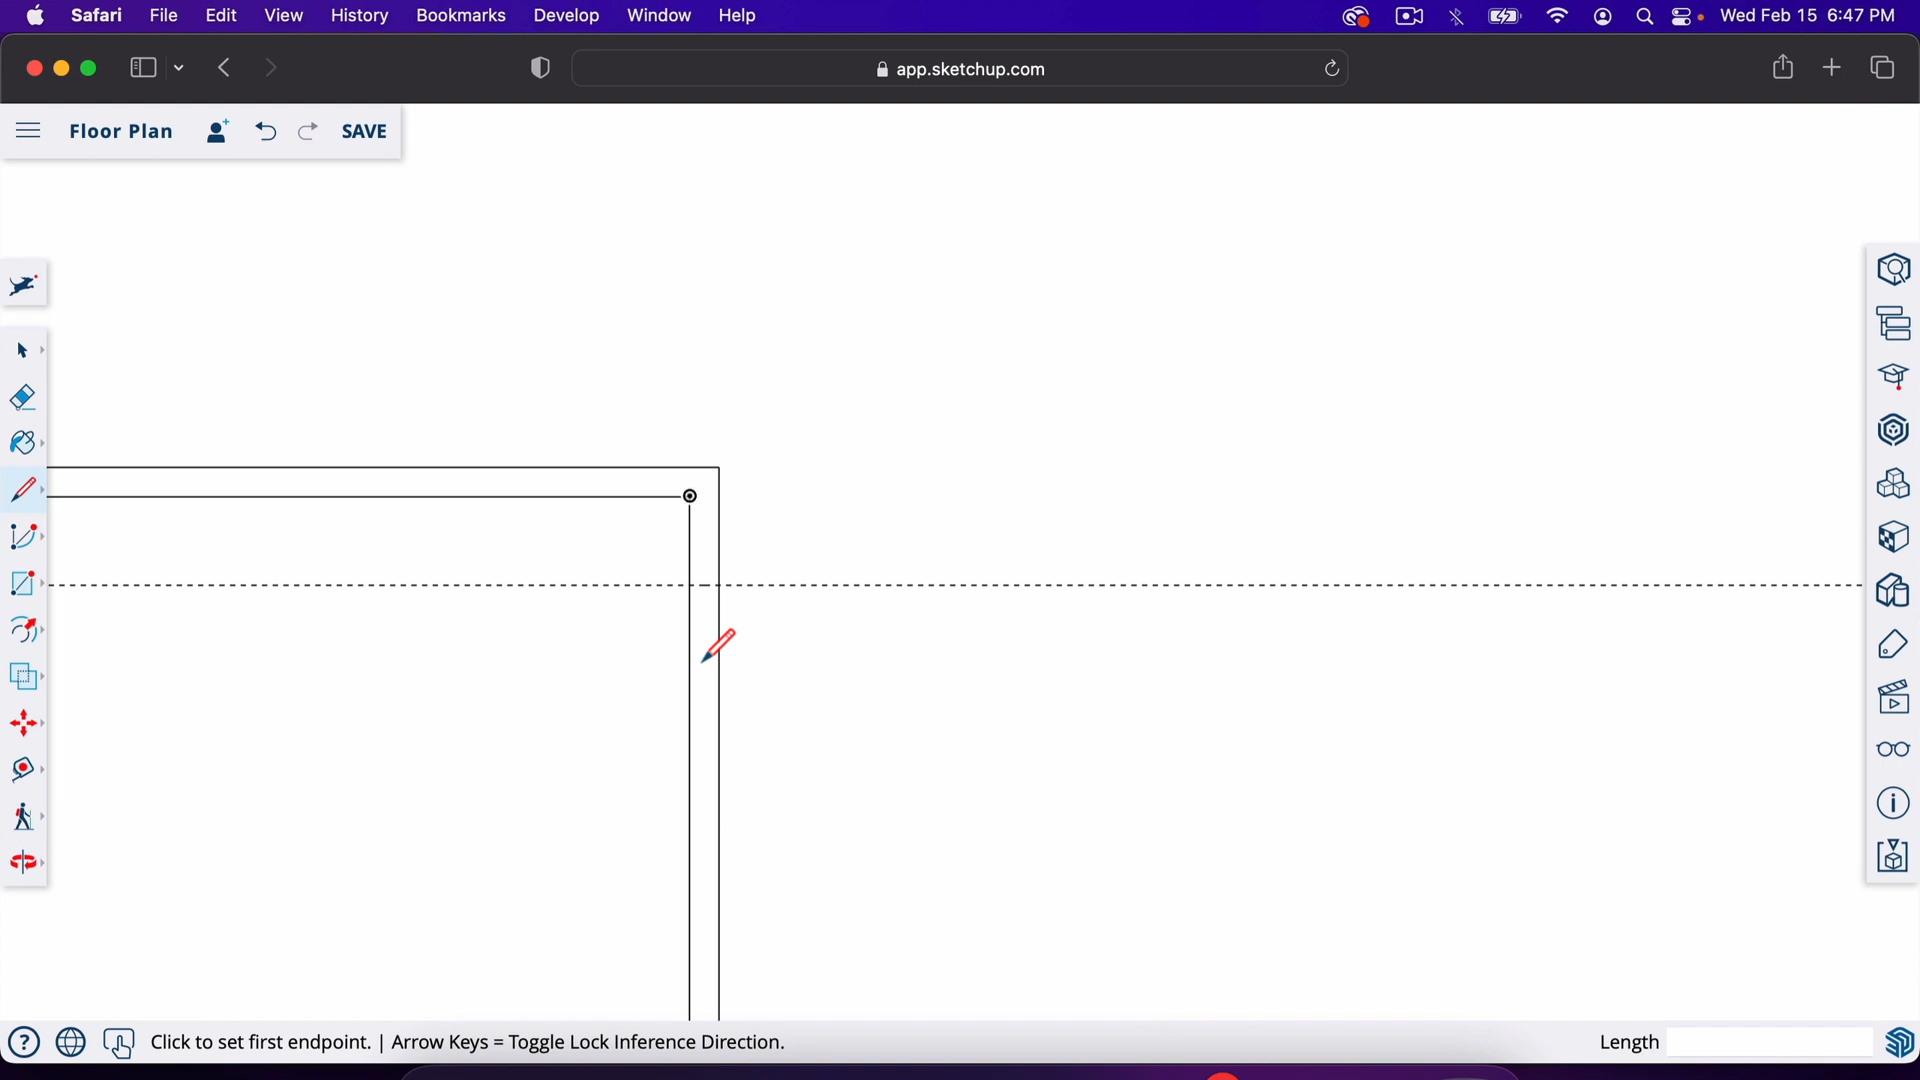 Safari File Edit View History Bookmarks Develop Window Help Wed Feb 15 6:47 PM
app.sketchup.com
Floor Plan SAVE
Click to set first endpoint. | Arrow Keys = Toggle Lock Inference Direction. Length